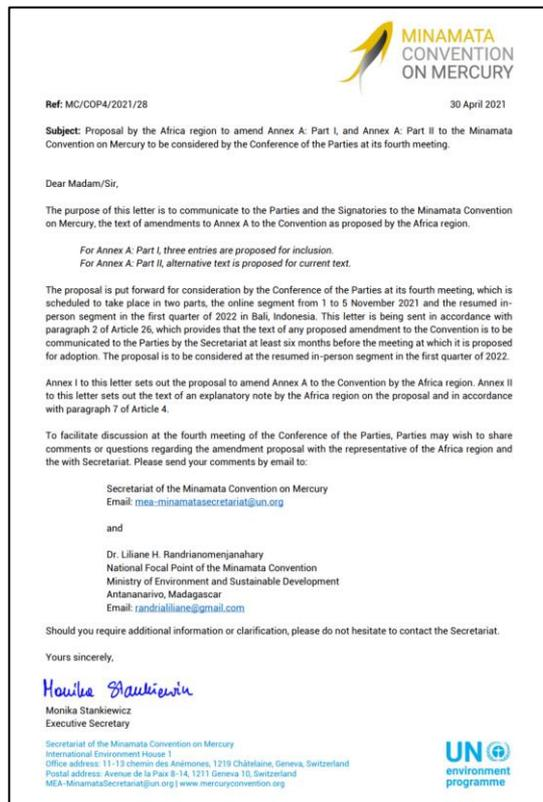 MINAMATA
CONVENTION
ON MERCURY
Ref: MC/COP4/2021/28 30 April 2021
Subject: Proposal by the Africa region to amend Annex A: Part I, and Annex A: Part II to the Minamata
Convention on Mercury to be considered by the Conference of the Parties at its fourth meeting.
Dear Madam/Sir,
The purpose of this letter is to communicate to the Parties and the Signatories to the Minamata Convention
on Mercury, the text of amendments to Annex A to the Convention as proposed by the Africa region.
For Annex A: Part I, three entries are proposed for inclusion.
For Annex A: Part II, alternative text is proposed for current text.
The proposal is put forward for consideration by the Conference of the Parties at its fourth meeting, which is
scheduled to take place in two parts, the online segment from 1 to 5 November 2021 and the resumed in-
person segment in the first quarter of 2022 in Bali, Indonesia. This letter is being sent in accordance with
paragraph 2 of Article 26, which provides that the text of any proposed amendment to the Convention is to be
communicated to the Parties by the Secretariat at least six months before the meeting at which it is proposed
for adoption. The proposal is to be considered at the resumed in-person segment in the first quarter of 2022.
Annex I to this letter sets out the proposal to amend Annex A to the Convention by the Africa region. Annex II
to this letter sets out the text of an explanatory note by the Africa region on the proposal and in accordance
with paragraph 7 of Article 4.
To facilitate discussion at the fourth meeting of the Conference of the Parties, Parties may wish to share
comments or questions regarding the amendment proposal with the representative of the Africa region and
the with Secretariat. Please send your comments by email to:
Secretariat of the Minamata Convention on Mercury
Email: mea-minamatasecretariat@un.org
and
Dr. Liliane H. Randrianomenjanahary
National Focal Point of the Minamata Convention
Ministry of Environment and Sustainable Development
Antananarivo, Madagascar
Email: randrialiliane@gmail.com
Should you require additional information or clarification, please do not hesitate to contact the Secretariat.
Yours sincerely,
Monika Stankiewicz
Monika Stankiewicz
Executive Secretary
Secretariat of the Minamata Convention on Mercury
International Environment House 1
Office address: 11-13 chemin des Anémones, 1219 Châtelaine, Geneva, Switzerland
Postal address: Avenue de la Paix 8-14, 1211 Geneva 10, Switzerland
MEA-MinamataSecretariat@un.org | www.mercuryconvention.org
UN
environment
programme